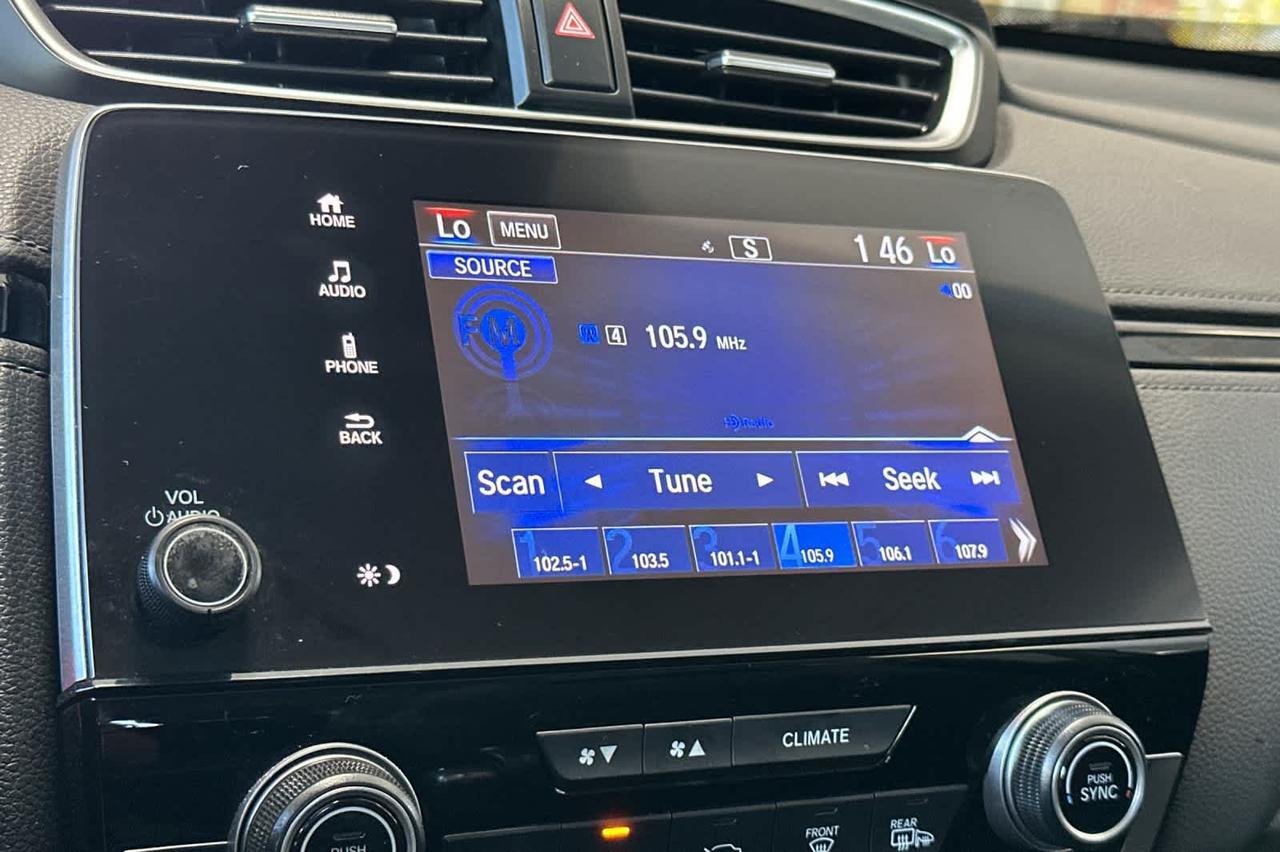 HOME
AUDIO
PHONE
BACK
VOL
AUDIO
Lo MENU S 1 46 Lo
SOURCE
00
FM
4 105.9 MHz
HD Radio
Scan Tune Seek
1 102.5-1 2 103.5 3 101.1-1 4 105.9 5 106.1 6 107.9
CLIMATE
PUSH
SYNC
PUSH
FRONT
REAR